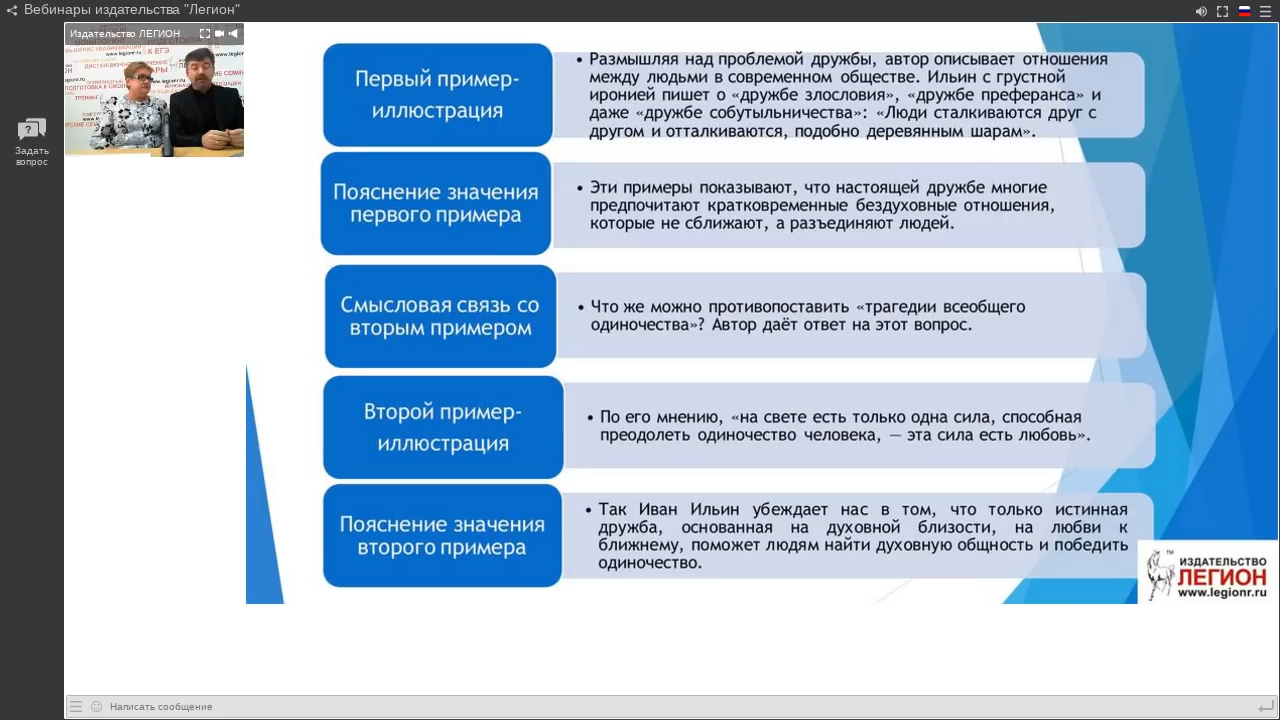 Вебинары издательства "Легион"
Издательство ЛЕГИОН
Задать
вопрос
Первый пример-
иллюстрация
• Размышляя над проблемой дружбы, автор описывает отношения
между людьми в современном обществе. Ильин с грустной
иронией пишет о «дружбе злословия», «дружбе преферанса» и
даже «дружбе собутыльничества»: «Люди сталкиваются друг с
другом и отталкиваются, подобно деревянным шарам».
Пояснение значения
первого примера
• Эти примеры показывают, что настоящей дружбе многие
предпочитают кратковременные бездуховные отношения,
которые не сближают, а разъединяют людей.
Смысловая связь со
вторым примером
• Что же можно противопоставить «трагедии всеобщего
одиночества»? Автор даёт ответ на этот вопрос.
Второй пример-
иллюстрация
• По его мнению, «на свете есть только одна сила, способная
преодолеть одиночество человека, — эта сила есть любовь».
Пояснение значения
второго примера
• Так Иван Ильин убеждает нас в том, что только истинная
дружба, основанная на духовной близости, на любви к
ближнему, поможет людям найти духовную общность и победить
одиночество.
TM
ИЗДАТЕЛЬСТВО
ЛЕГИОН
www.legionr.ru
Написать сообщение